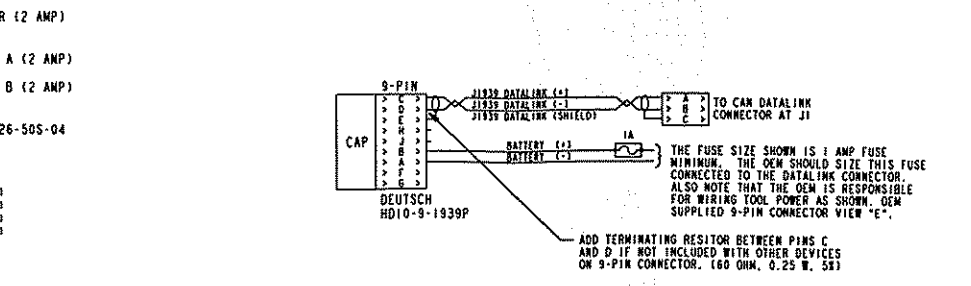 R (2 AMP)
A (2 AMP)
B (2 AMP)
26-50S-04
9-PIN
CAP
C
D
E
H
J
B
A
F
G
DEUTSCH
HD10-9-1939P
J1939 DATALINK (+)
J1939 DATALINK (-)
J1939 DATALINK (SHIELD)
A
B
C
TO CAN DATALINK
CONNECTOR AT J1
BATTERY (+)
BATTERY (-)
1A
THE FUSE SIZE SHOWN IS 1 AMP FUSE
MINIMUM. THE OEM SHOULD SIZE THIS FUSE
CONNECTED TO THE DATALINK CONNECTOR.
ALSO NOTE THAT THE OEM IS RESPONSIBLE
FOR WIRING TOOL POWER AS SHOWN. OEM
SUPPLIED 9-PIN CONNECTOR VIEW "E".
ADD TERMINATING RESITOR BETWEEN PINS C
AND D IF NOT INCLUDED WITH OTHER DEVICES
ON 9-PIN CONNECTOR. (60 OHM, 0.25 W, 5%)